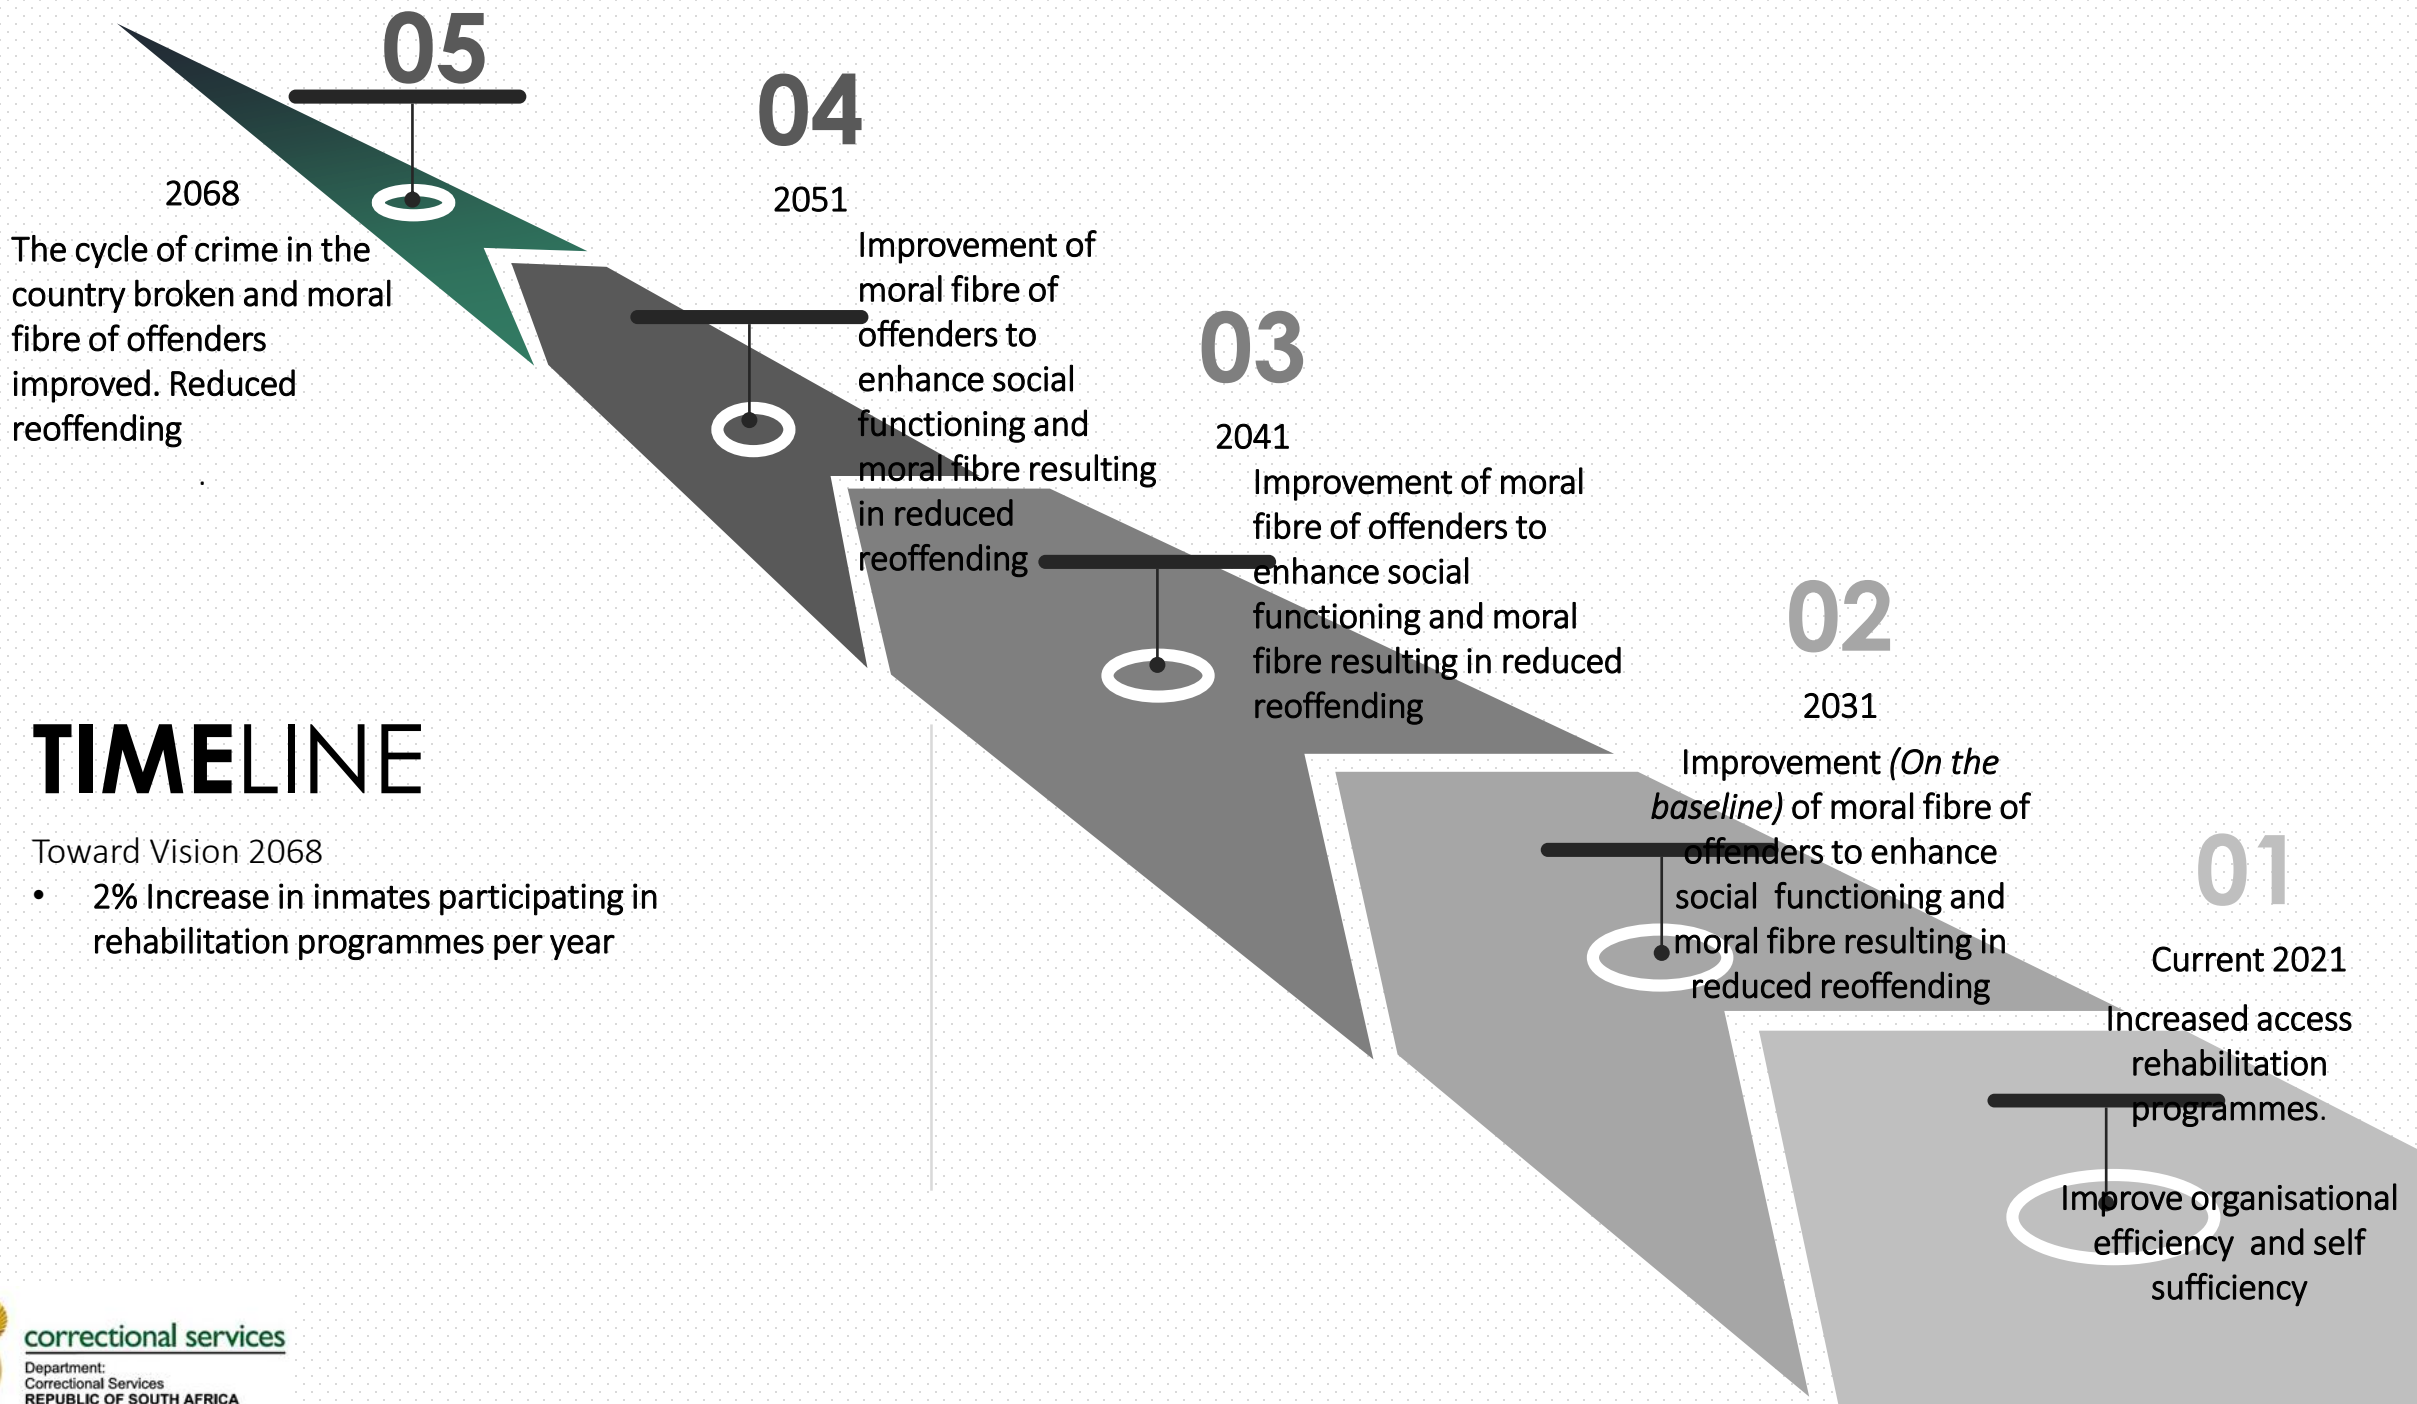 05
2068
The cycle of crime in the
country broken and moral
fibre of offenders
improved. Reduced
reoffending
.
04
2051
Improvement of
moral fibre of
offenders to
enhance social
functioning and
moral fibre resulting
in reduced
reoffending
03
2041
Improvement of moral
fibre of offenders to
enhance social
functioning and moral
fibre resulting in reduced
reoffending
02
2031
Improvement (On the
baseline) of moral fibre of
offenders to enhance
social functioning and
moral fibre resulting in
reduced reoffending
01
Current 2021
Increased access
rehabilitation
programmes.
Improve organisational
efficiency and self
sufficiency
TIMELINE
Toward Vision 2068
• 2% Increase in inmates participating in
rehabilitation programmes per year
correctional services
Department:
Correctional Services
REPUBLIC OF SOUTH AFRICA